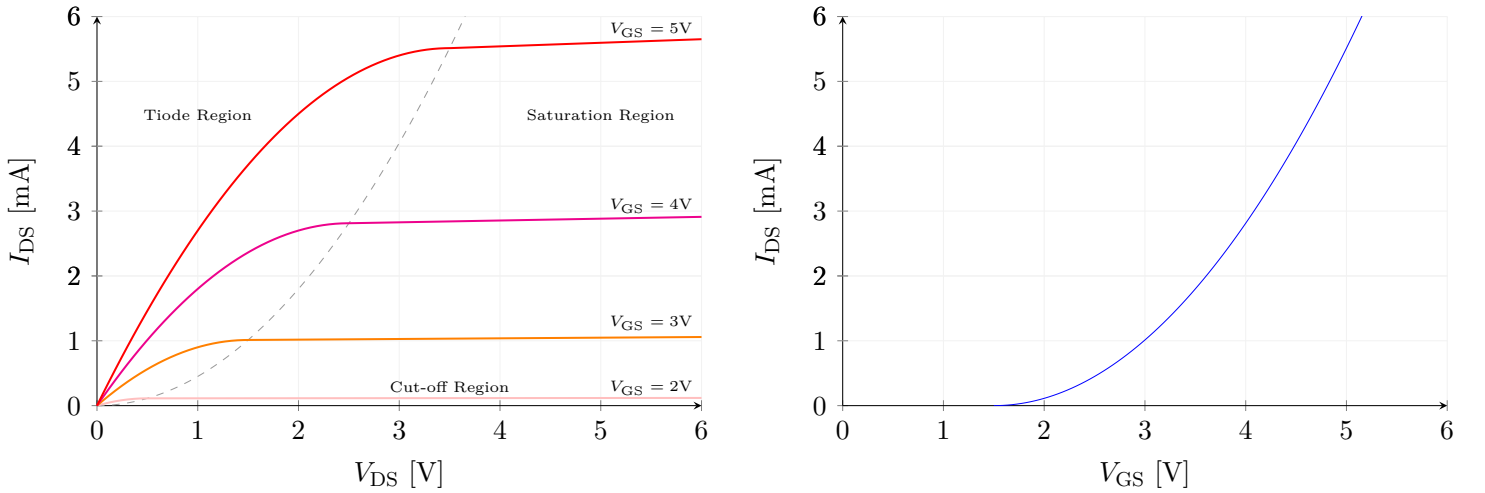 6
5
4
3
2
1
0
I_DS [mA]
V_GS = 5V
Tiode Region
Saturation Region
V_GS = 4V
V_GS = 3V
Cut-off Region
V_GS = 2V
0 1 2 3 4 5 6
V_DS [V]
6
5
4
3
2
1
0
I_DS [mA]
0 1 2 3 4 5 6
V_GS [V]